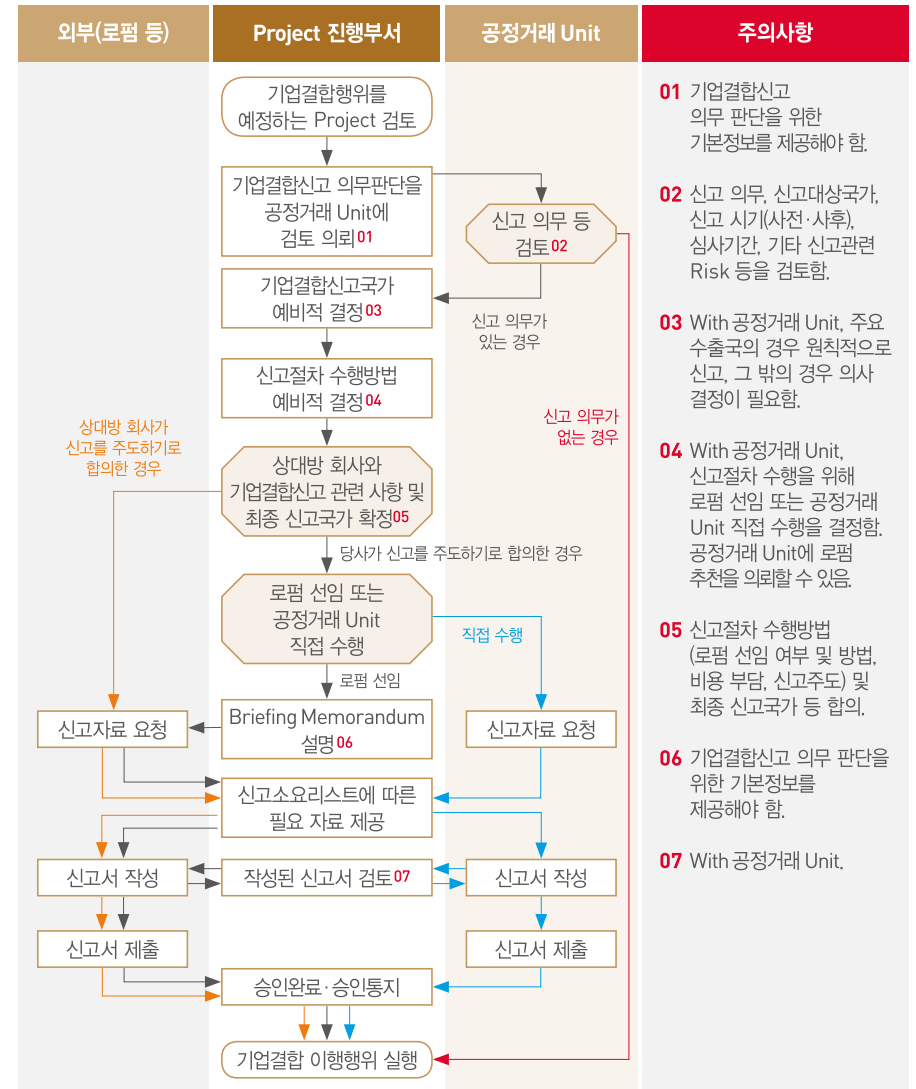 외부(로펌 등)
Project 진행부서
공정거래 Unit
주의사항
기업결합행위를
예정하는 Project 검토
기업결합신고 의무판단을
공정거래 Unit에
검토 의뢰 01
신고 의무 등
검토 02
기업결합신고국가
예비적 결정 03
신고 의무가
있는 경우
신고절차 수행방법
예비적 결정 04
신고 의무가
없는 경우
상대방 회사가
신고를 주도하기로
합의한 경우
상대방 회사와
기업결합신고 관련 사항 및
최종 신고국가 확정 05
당사가 신고를 주도하기로 합의한 경우
로펌 선임 또는
공정거래 Unit
직접 수행
직접 수행
로펌 선임
신고자료 요청
Briefing Memorandum
설명 06
신고자료 요청
신고소요리스트에 따른
필요 자료 제공
신고서 작성
작성된 신고서 검토 07
신고서 작성
신고서 제출
신고서 제출
승인완료·승인통지
기업결합 이행행위 실행
01 기업결합신고
의무 판단을 위한
기본정보를 제공해야 함.
02 신고 의무, 신고대상국가,
신고 시기(사전·사후),
심사기간, 기타 신고관련
Risk 등을 검토함.
03 With 공정거래 Unit, 주요
수출국의 경우 원칙적으로
신고, 그 밖의 경우 의사
결정이 필요함.
04 With 공정거래 Unit,
신고절차 수행을 위해
로펌 선임 또는 공정거래
Unit 직접 수행을 결정함.
공정거래 Unit에 로펌
추천을 의뢰할 수 있음.
05 신고절차 수행방법
(로펌 선임 여부 및 방법,
비용 부담, 신고주도) 및
최종 신고국가 등 합의.
06 기업결합신고 의무 판단을
위한 기본정보를
제공해야 함.
07 With 공정거래 Unit.